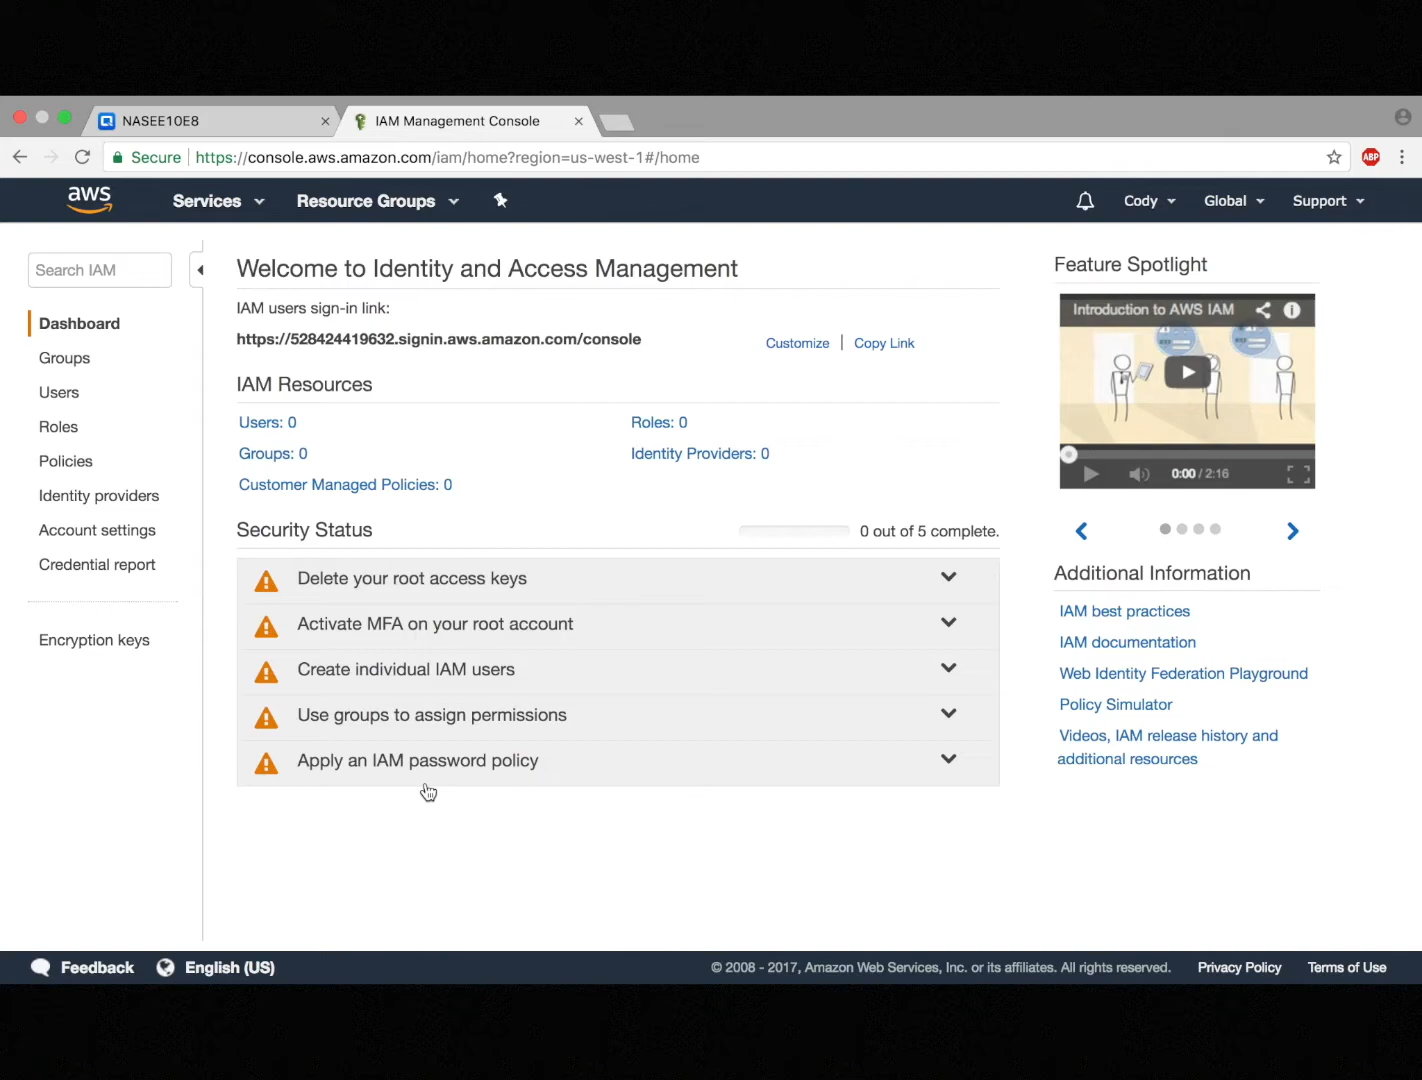 NASEE10E8
IAM Management Console
Secure https://console.aws.amazon.com/iam/home?region=us-west-1#/home
ABP
aws Services Resource Groups Cody Global Support
Search IAM
Dashboard
Groups
Users
Roles
Policies
Identity providers
Account settings
Credential report
Encryption keys
Welcome to Identity and Access Management
IAM users sign-in link:
https://528424419632.signin.aws.amazon.com/console
Customize | Copy Link
IAM Resources
Users: 0
Roles: 0
Groups: 0
Identity Providers: 0
Customer Managed Policies: 0
Security Status
0 out of 5 complete.
Delete your root access keys
Activate MFA on your root account
Create individual IAM users
Use groups to assign permissions
Apply an IAM password policy
Feature Spotlight
Introduction to AWS IAM
0:00 / 2:16
Additional Information
IAM best practices
IAM documentation
Web Identity Federation Playground
Policy Simulator
Videos, IAM release history and
additional resources
Feedback English (US)
© 2008 - 2017, Amazon Web Services, Inc. or its affiliates. All rights reserved. Privacy Policy Terms of Use